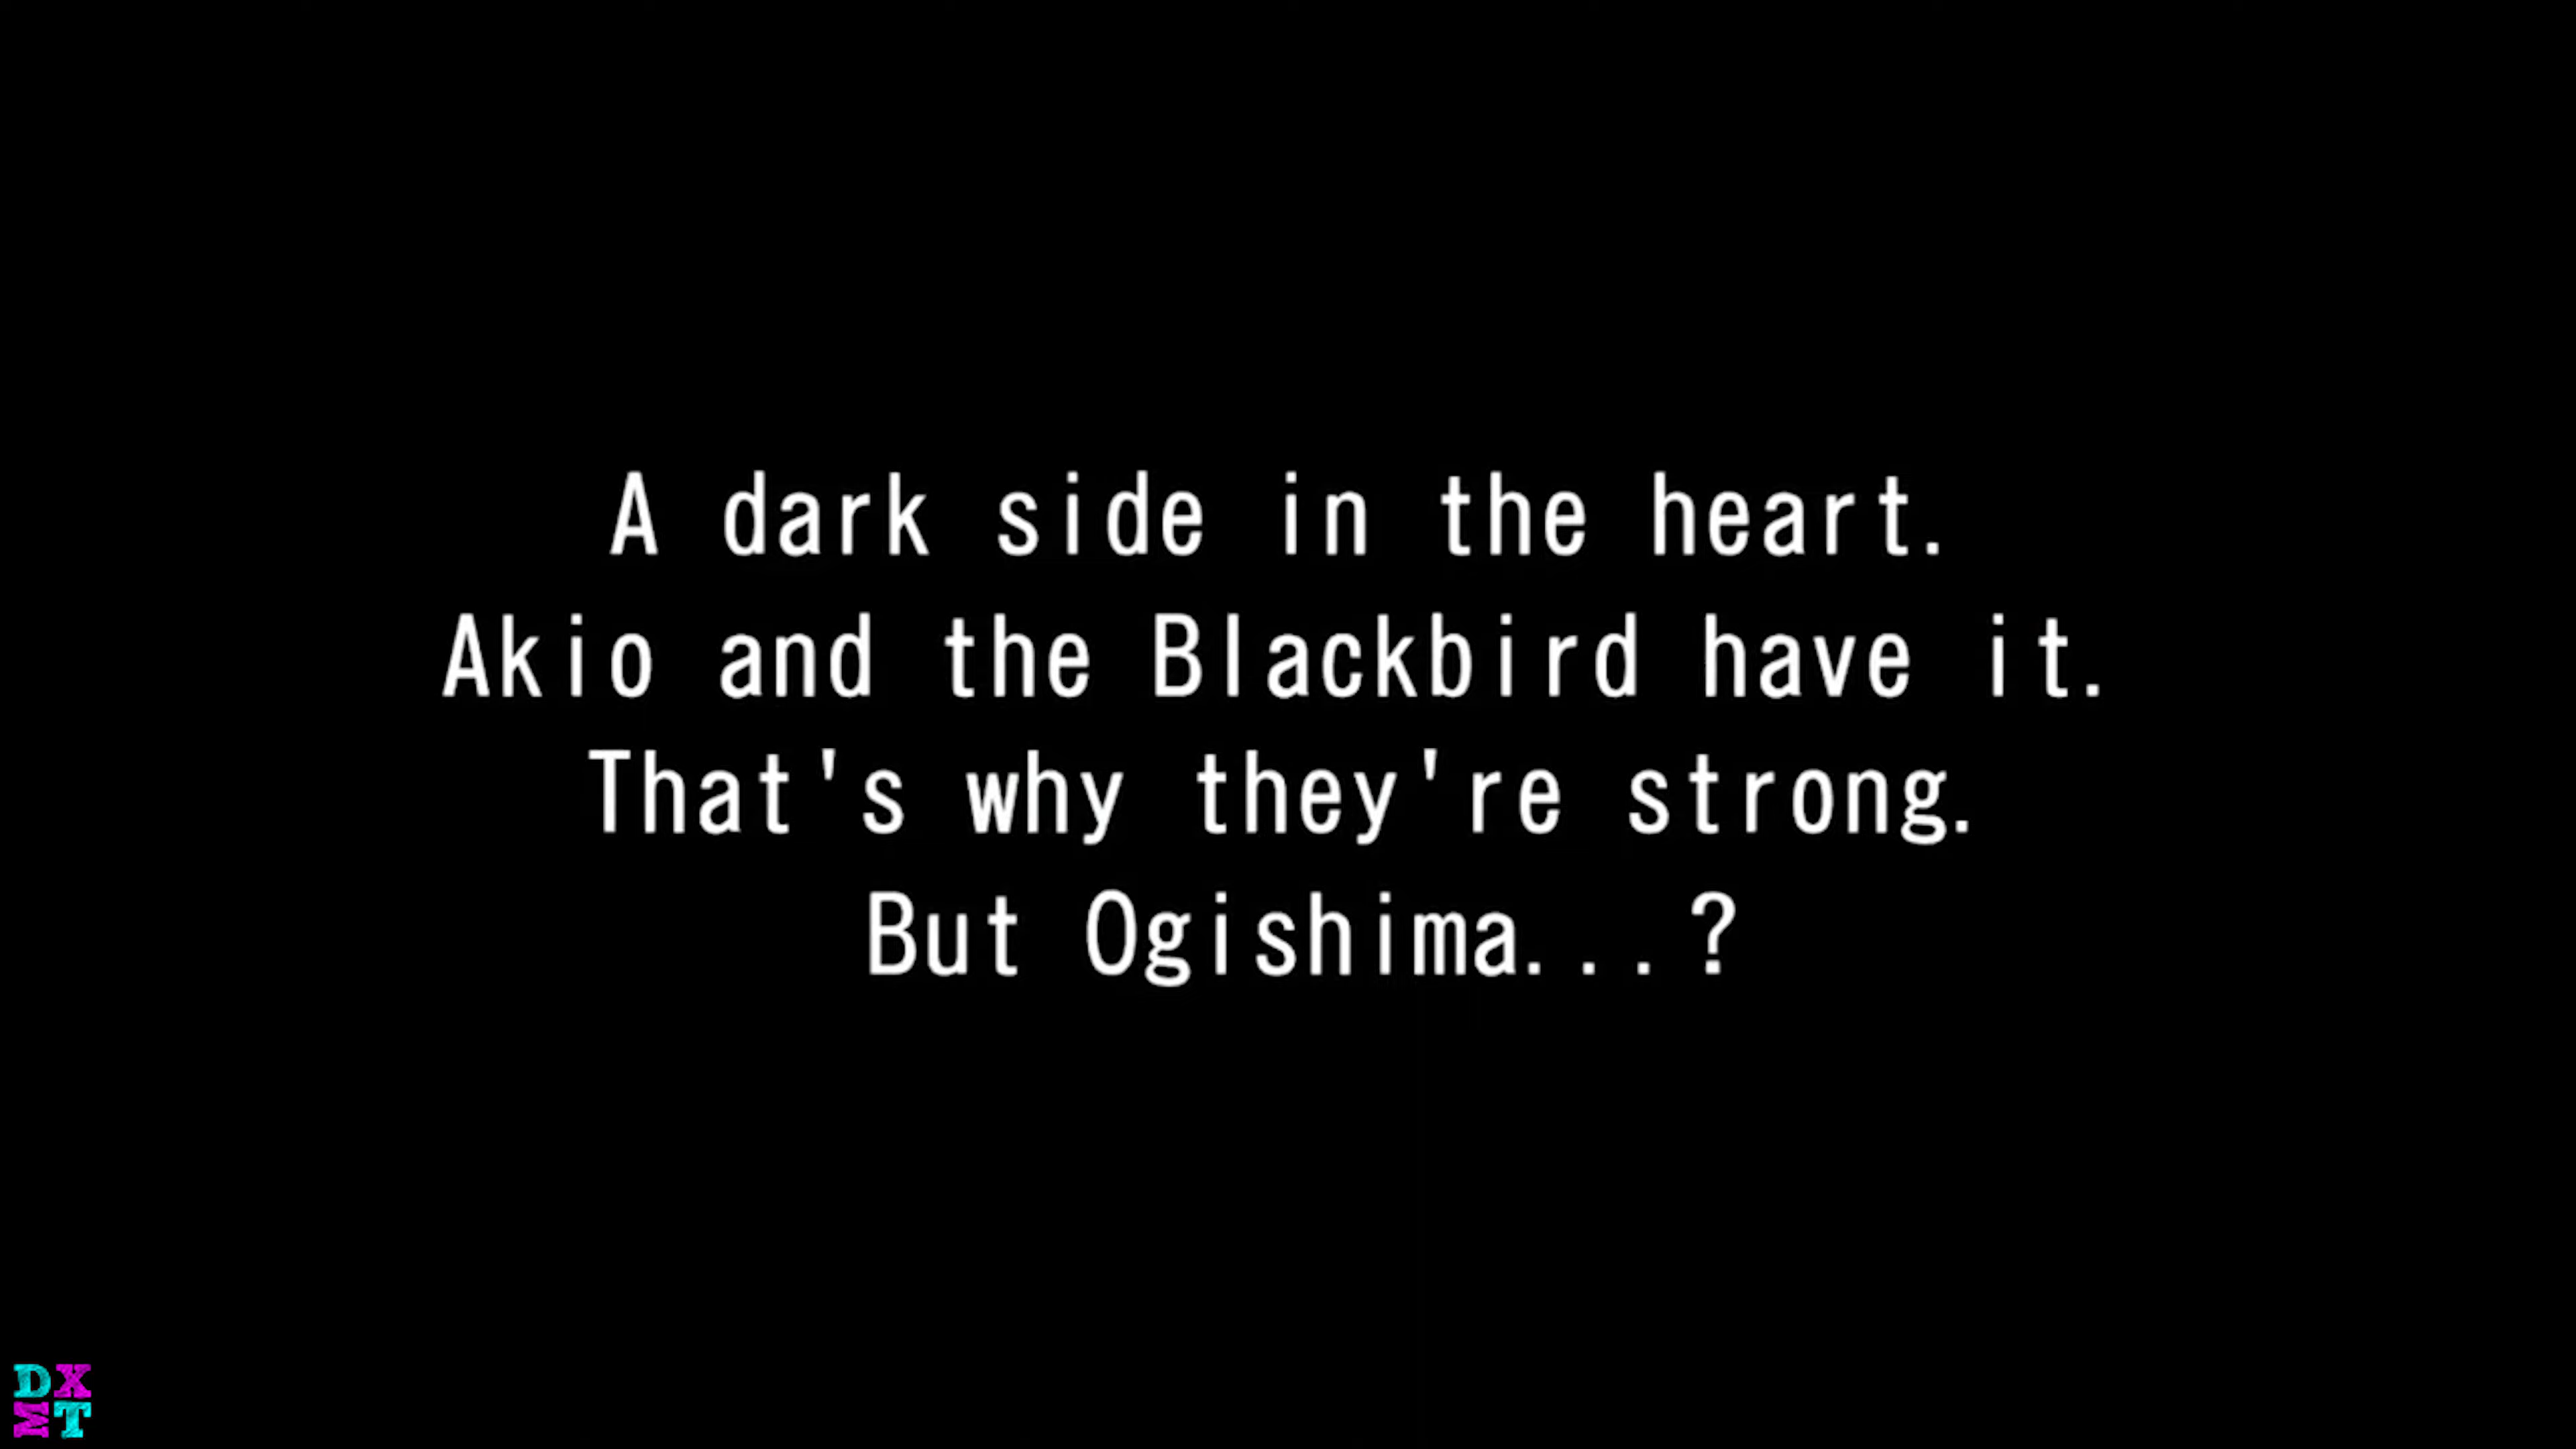 A dark side in the heart.
Akio and the Blackbird have it.
That's why they're strong.
But Ogishima...?
DX
MT